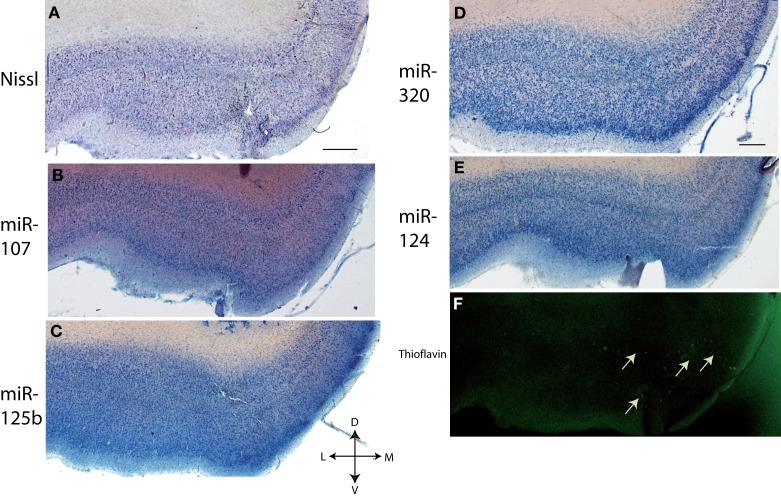 A
Nissl
B
miR-
107
C
miR-
125b
D
L
M
V
D
miR-
320
E
miR-
124
F
Thioflavin